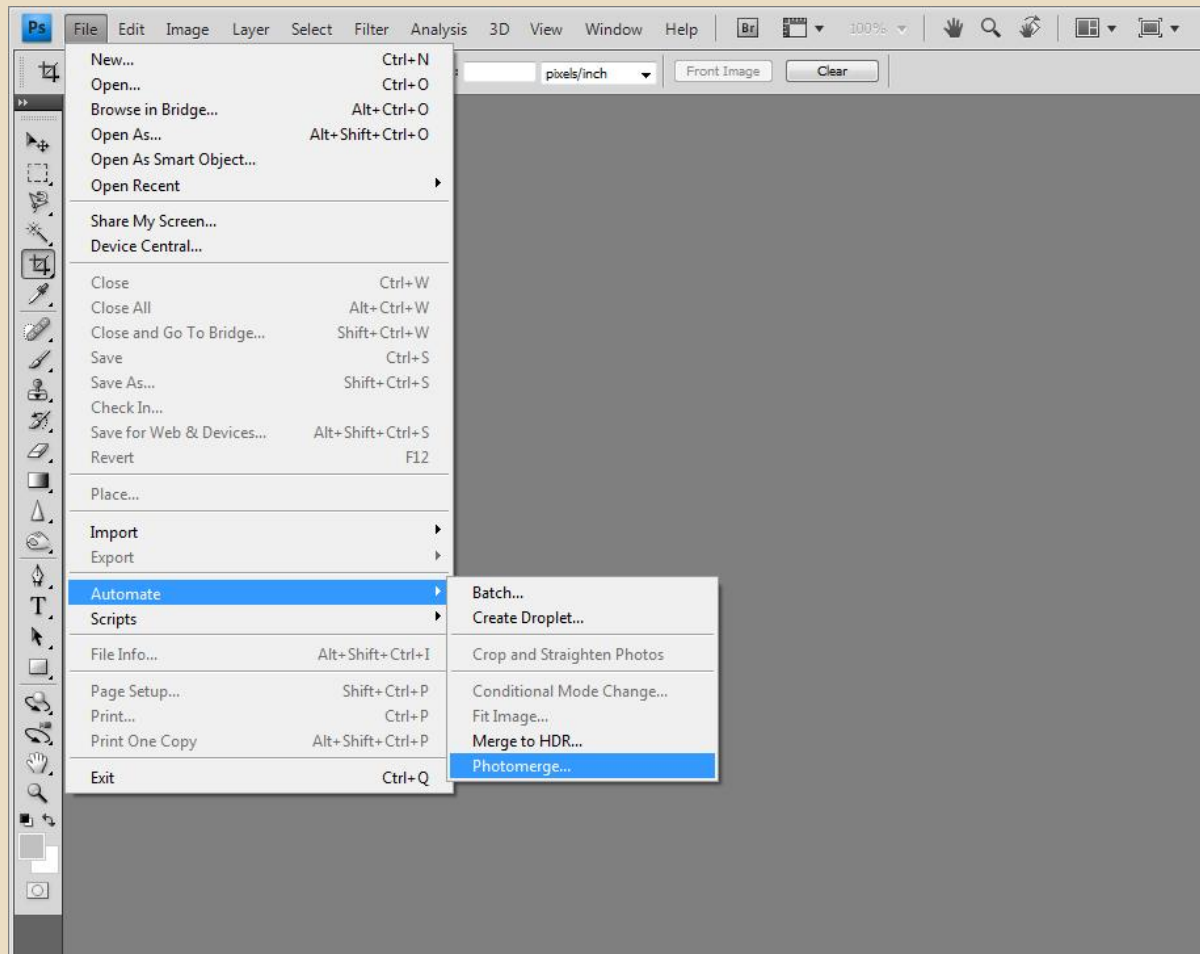 Ps File Edit Image Layer Select Filter Analysis 3D View Window Help Br 100%
pixels/inch Front Image Clear
New... Ctrl+N
Open... Ctrl+O
Browse in Bridge... Alt+Ctrl+O
Open As... Alt+Shift+Ctrl+O
Open As Smart Object...
Open Recent
Share My Screen...
Device Central...
Close Ctrl+W
Close All Alt+Ctrl+W
Close and Go To Bridge... Shift+Ctrl+W
Save Ctrl+S
Save As... Shift+Ctrl+S
Check In...
Save for Web & Devices... Alt+Shift+Ctrl+S
Revert F12
Place...
Import
Export
Automate
Scripts
File Info... Alt+Shift+Ctrl+I
Page Setup... Shift+Ctrl+P
Print... Ctrl+P
Print One Copy Alt+Shift+Ctrl+P
Exit Ctrl+Q
Batch...
Create Droplet...
Crop and Straighten Photos
Conditional Mode Change...
Fit Image...
Merge to HDR...
Photomerge...